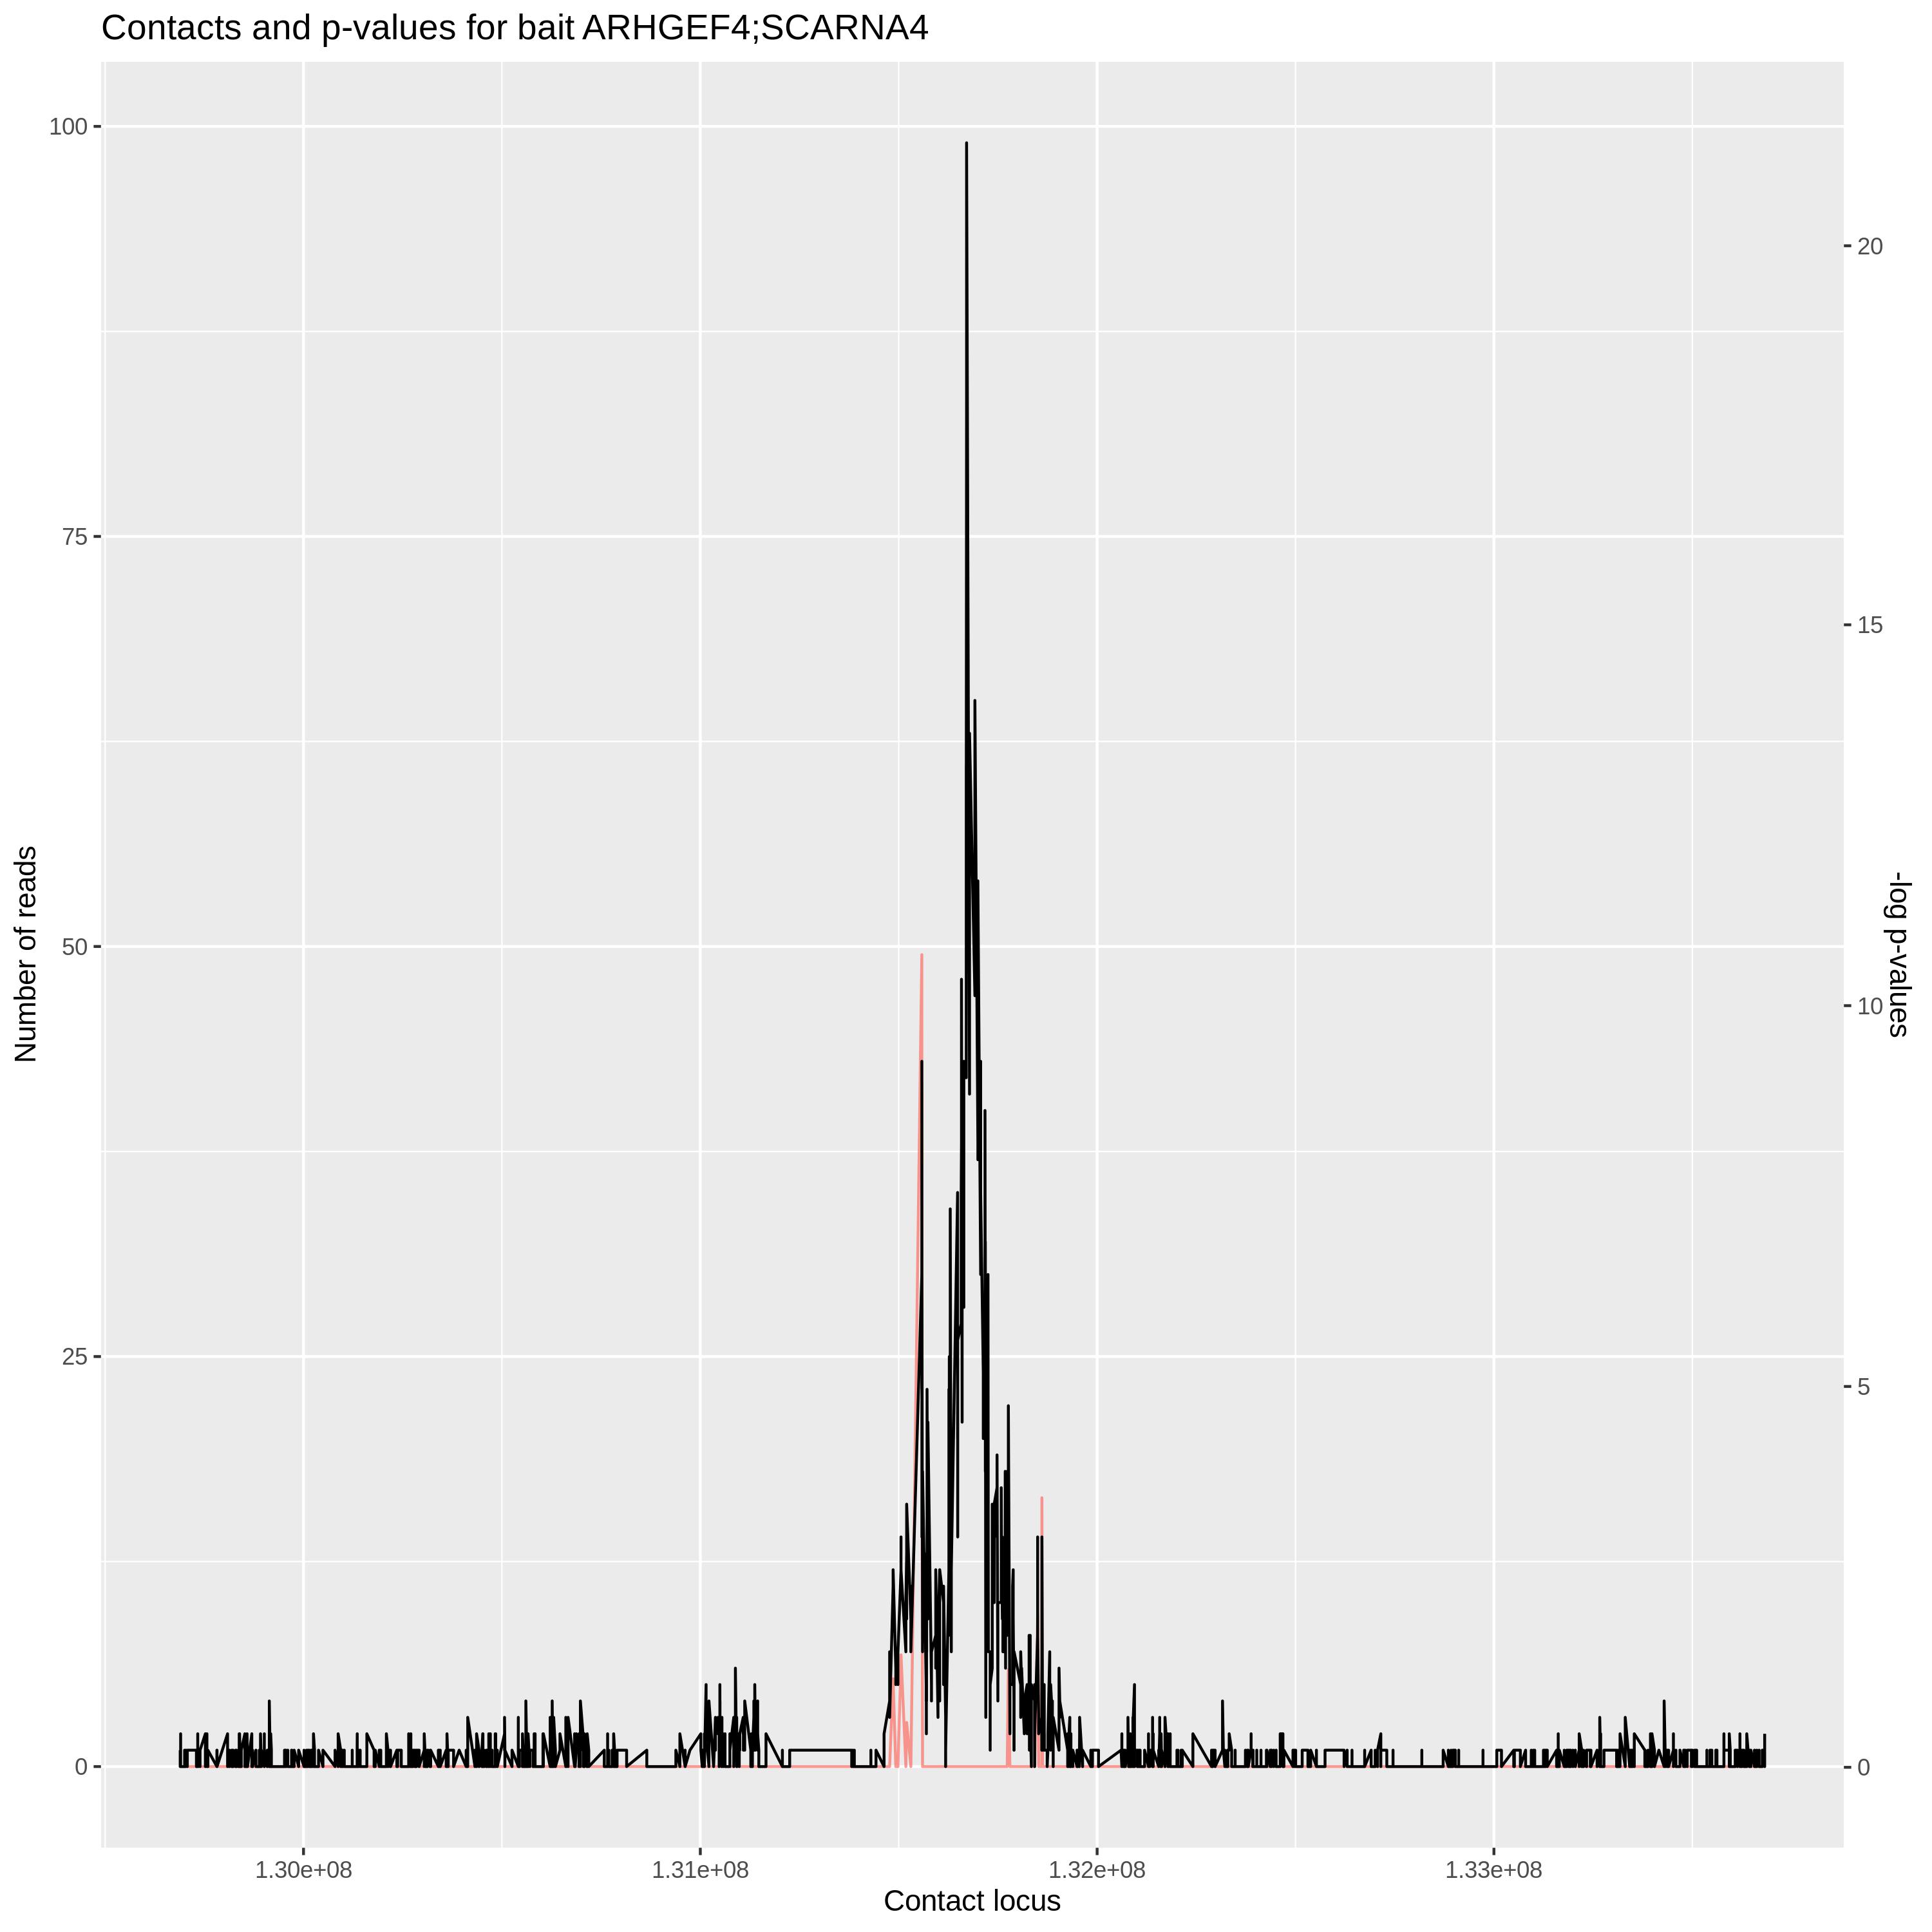 Contacts and p-values for bait ARHGEF4;SCARNA4
100
75
50
25
0
Number of reads
20
15
10
5
0
-log p-values
1.30e+08 1.31e+08 1.32e+08 1.33e+08
Contact locus